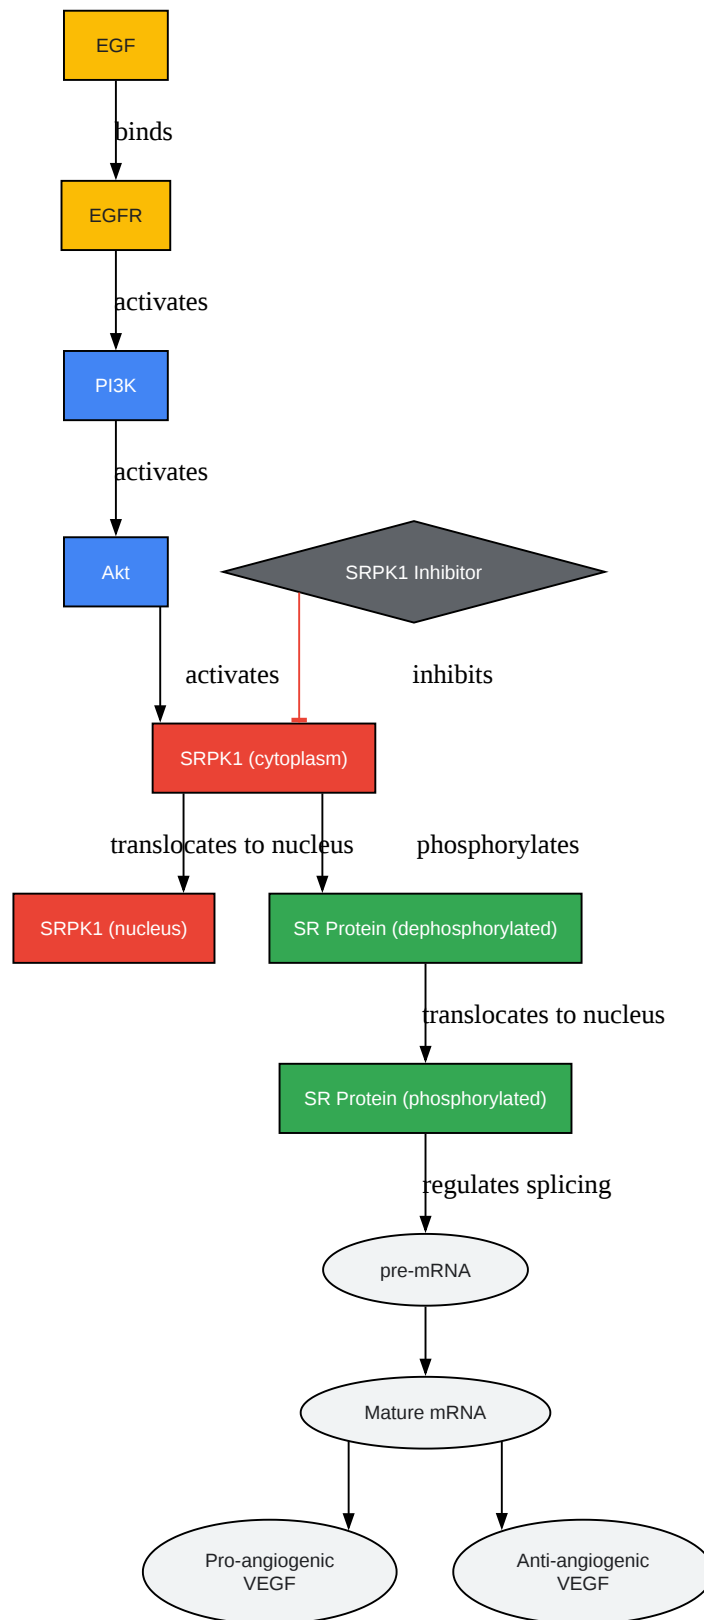 EGF
binds
EGFR
activates
PI3K
activates
Akt
SRPK1 Inhibitor
activates
inhibits
SRPK1 (cytoplasm)
translocates to nucleus
phosphorylates
SRPK1 (nucleus)
SR Protein (dephosphorylated)
translocates to nucleus
SR Protein (phosphorylated)
regulates splicing
pre-mRNA
Mature mRNA
Pro-angiogenic
VEGF
Anti-angiogenic
VEGF